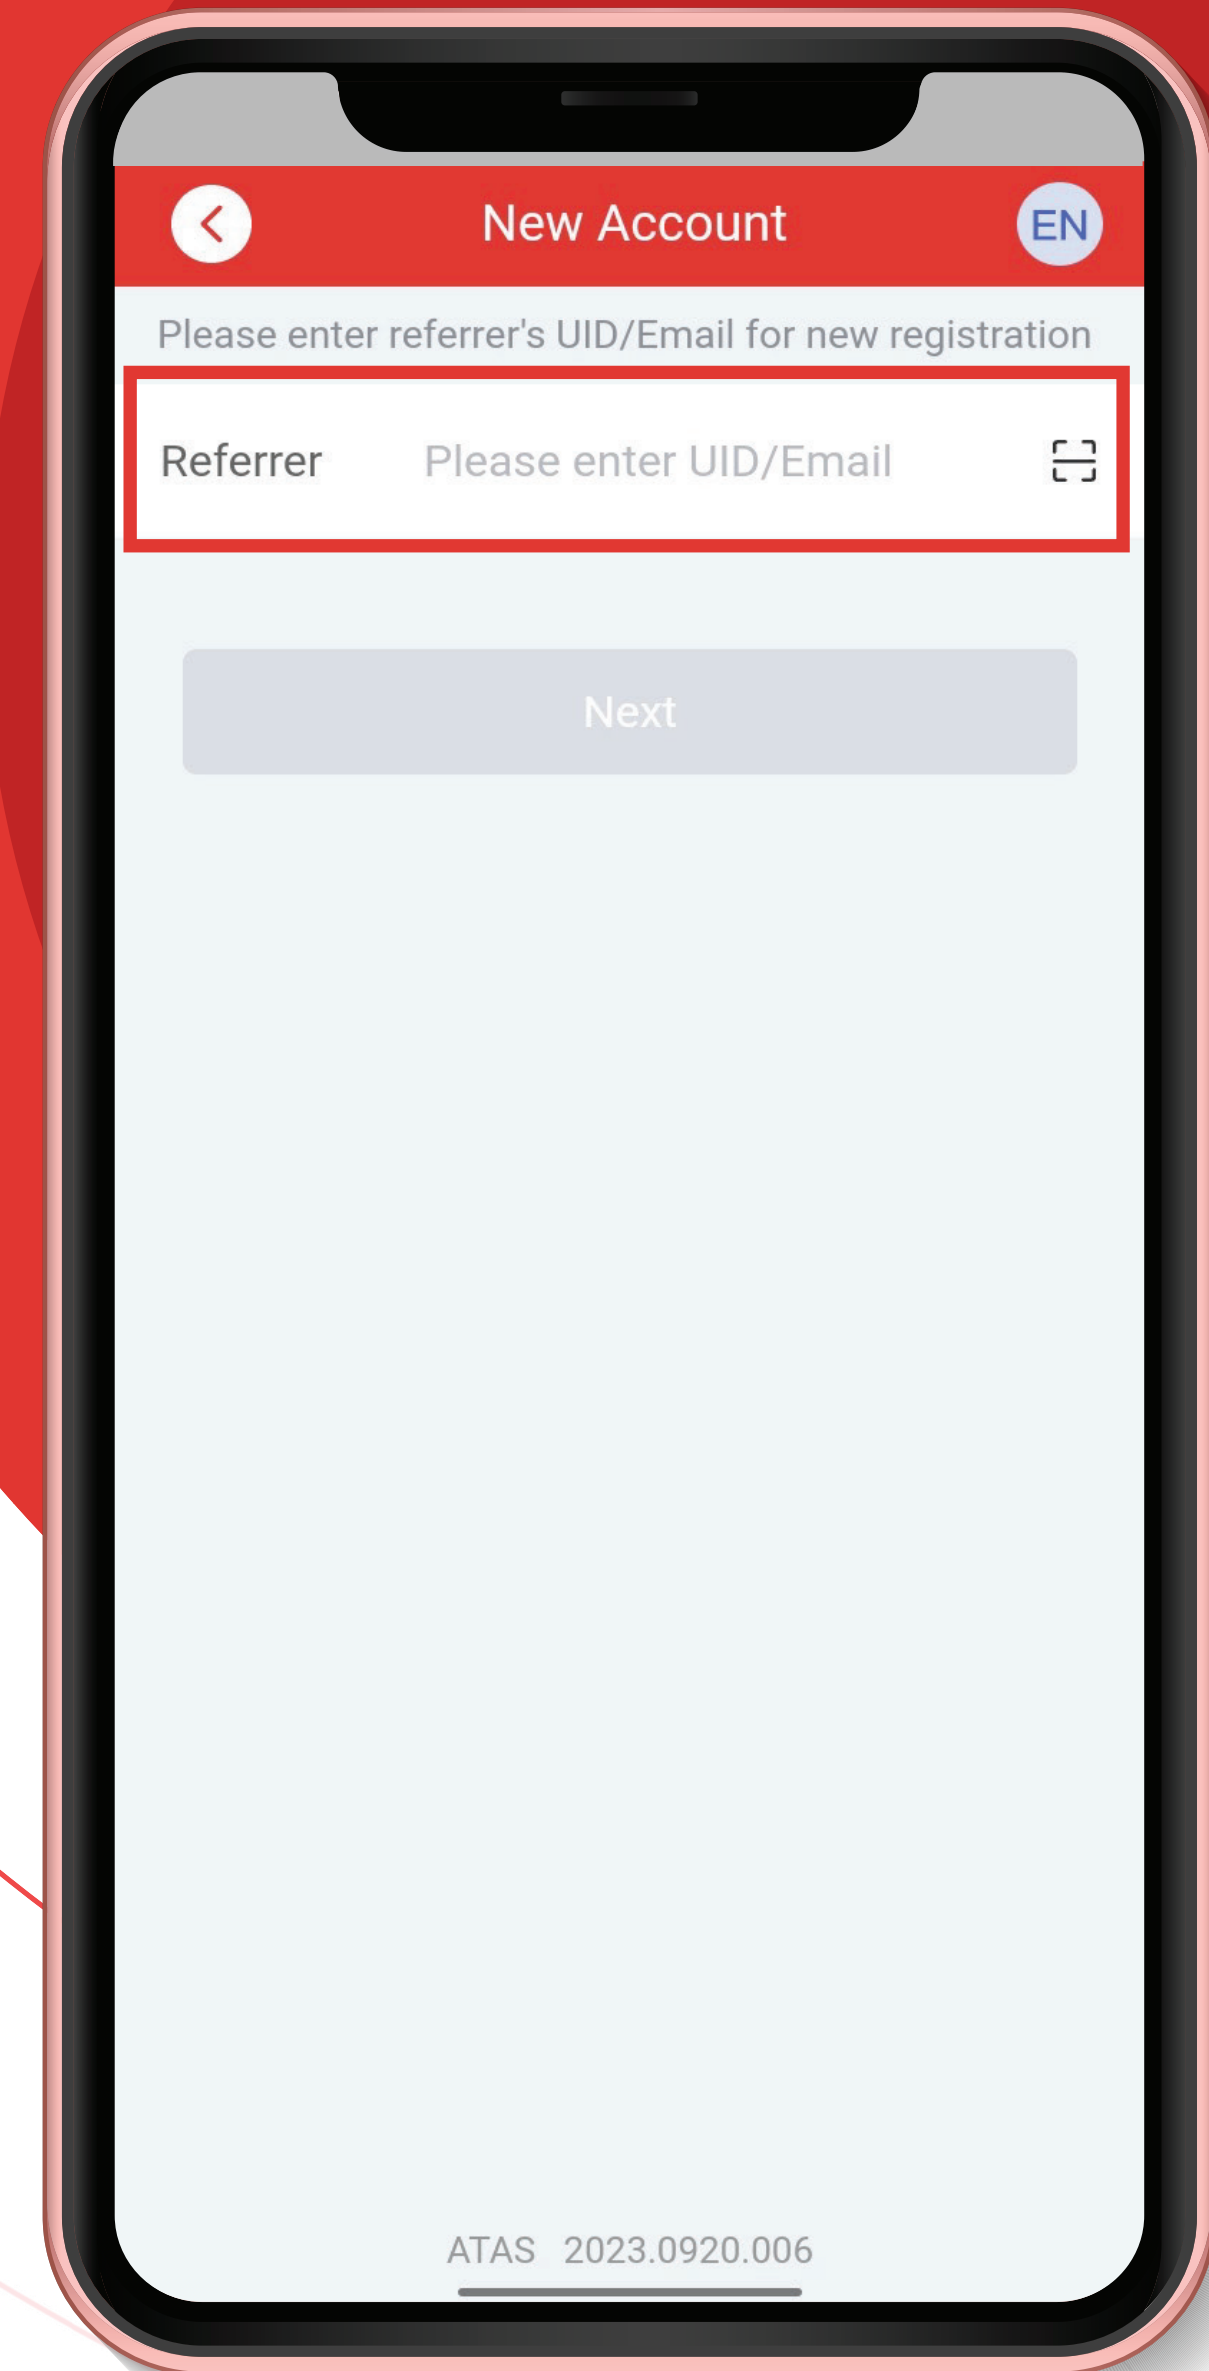 New Account
EN
Please enter referrer's UID/Email for new registration
Referrer Please enter UID/Email
Next
ATAS 2023.0920.006